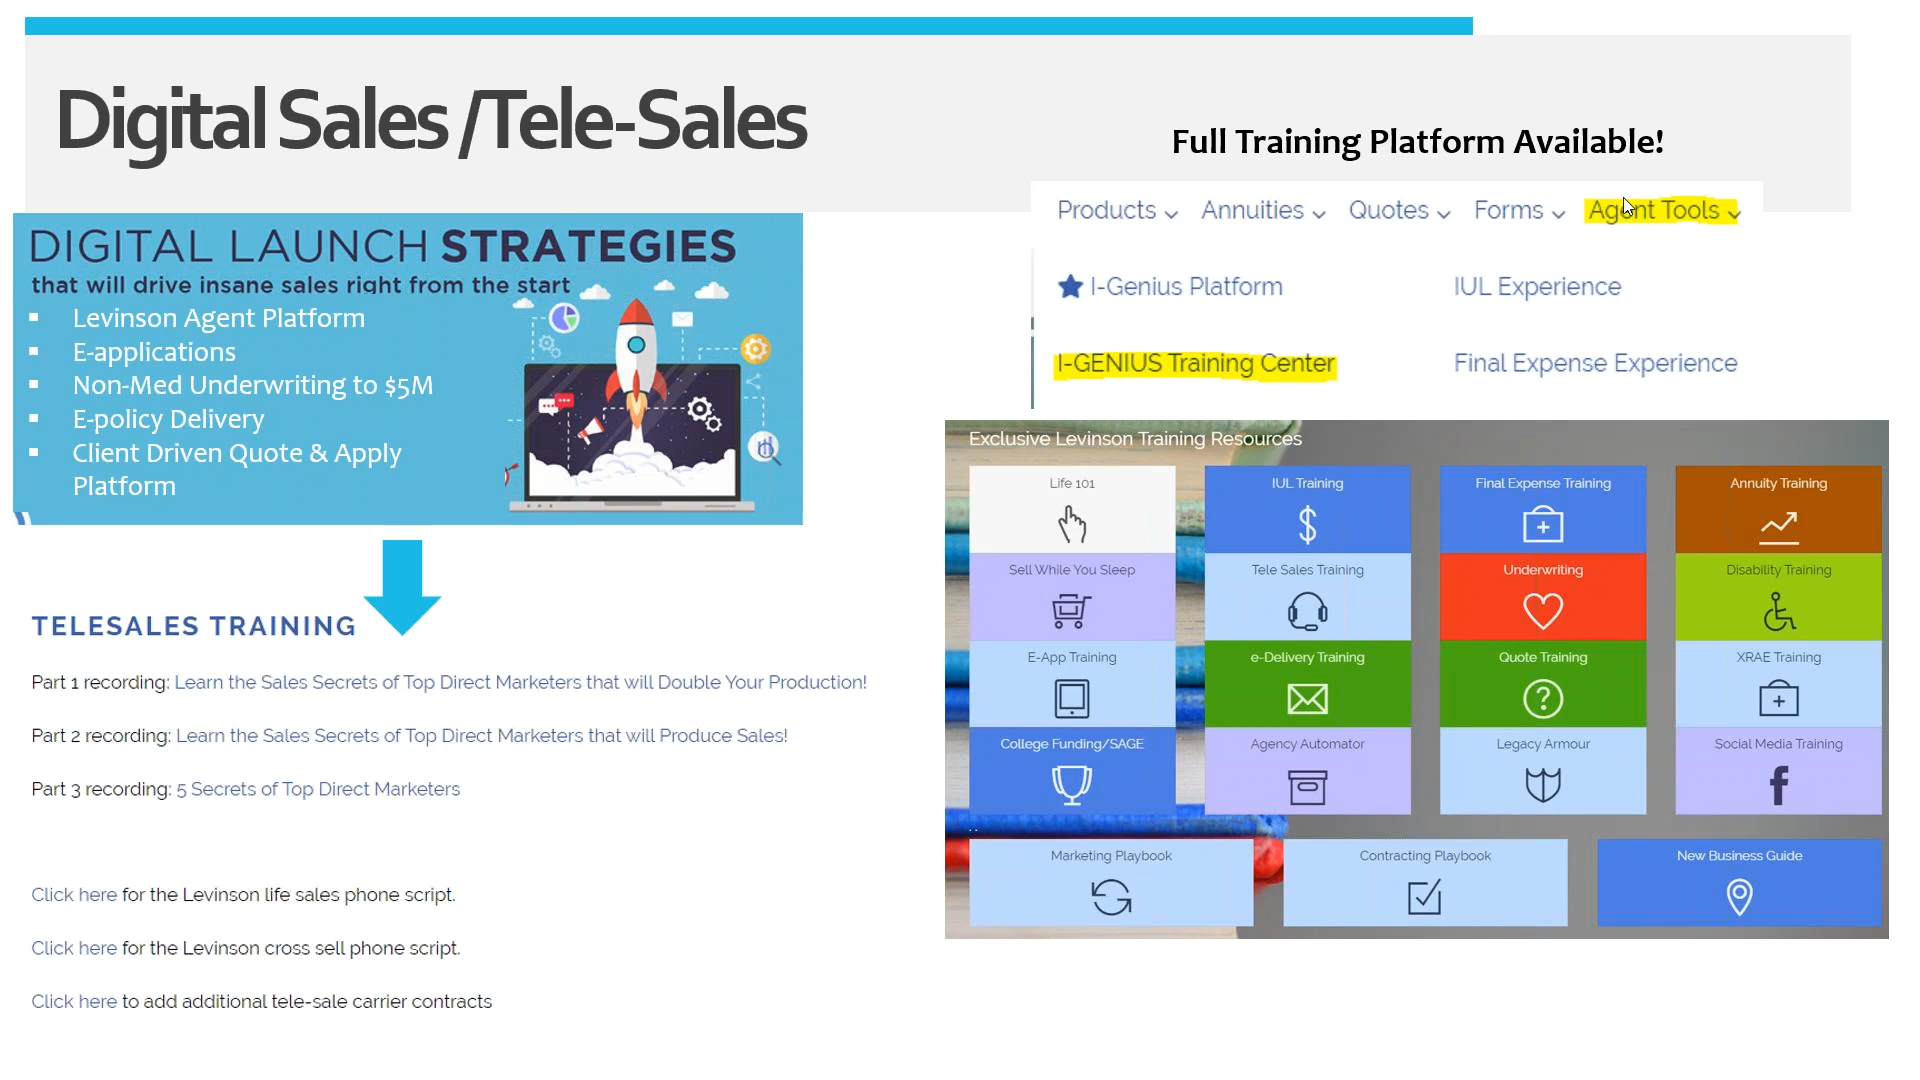 Digital Sales /Tele-Sales
DIGITAL LAUNCH STRATEGIES
that will drive insane sales right from the start
▪ Levinson Agent Platform
▪ E-applications
▪ Non-Med Underwriting to $5M
▪ E-policy Delivery
▪ Client Driven Quote & Apply
Platform
TELESALES TRAINING
Part 1 recording: Learn the Sales Secrets of Top Direct Marketers that will Double Your Production!
Part 2 recording: Learn the Sales Secrets of Top Direct Marketers that will Produce Sales!
Part 3 recording: 5 Secrets of Top Direct Marketers
Click here for the Levinson life sales phone script.
Click here for the Levinson cross sell phone script.
Click here to add additional tele-sale carrier contracts
Full Training Platform Available!
Products Annuities Quotes Forms Agent Tools
I-Genius Platform IUL Experience
I-GENIUS Training Center Final Expense Experience
Exclusive Levinson Training Resources
Life 101 IUL Training Final Expense Training Annuity Training
Sell While You Sleep Tele Sales Training Underwriting Disability Training
E-App Training e-Delivery Training Quote Training XRAE Training
College Funding/SAGE Agency Automator Legacy Armour Social Media Training
Marketing Playbook Contracting Playbook New Business Guide